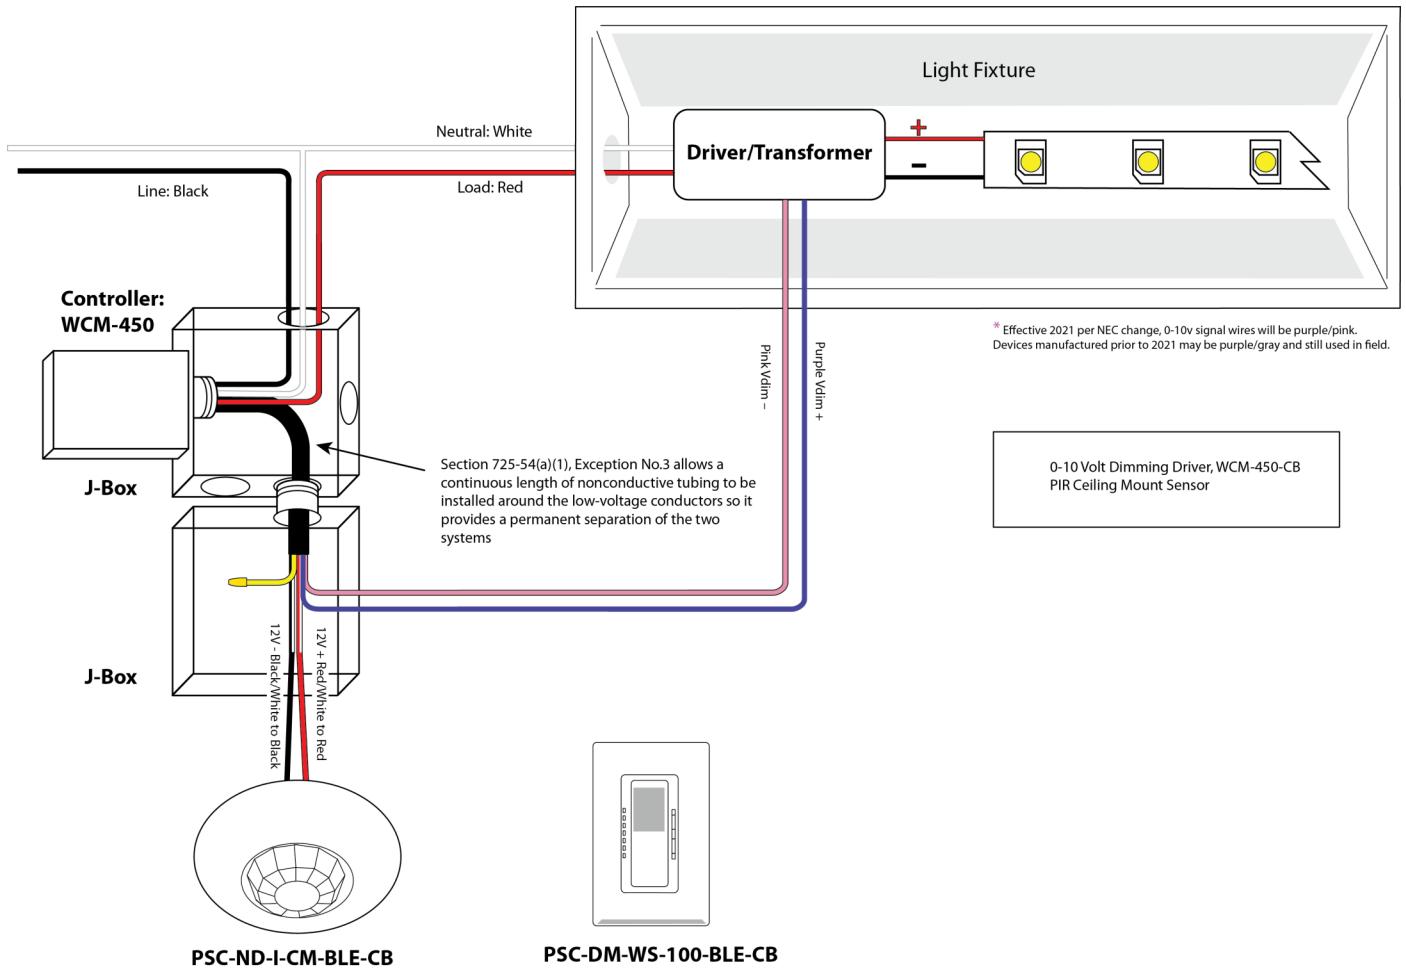 Light Fixture
Neutral: White
Driver/Transformer
+
-
Line: Black
Load: Red
Controller:
WCM-450
* Effective 2021 per NEC change, 0-10v signal wires will be purple/pink.
Devices manufactured prior to 2021 may be purple/gray and still used in field.
Pink Vdim –
Purple Vdim +
J-Box
Section 725-54(a)(1), Exception No.3 allows a
continuous length of nonconductive tubing to be
installed around the low-voltage conductors so it
provides a permanent separation of the two
systems
0-10 Volt Dimming Driver, WCM-450-CB
PIR Ceiling Mount Sensor
J-Box
12V - Black/White to Black
12V + Red/White to Red
PSC-ND-I-CM-BLE-CB
PSC-DM-WS-100-BLE-CB